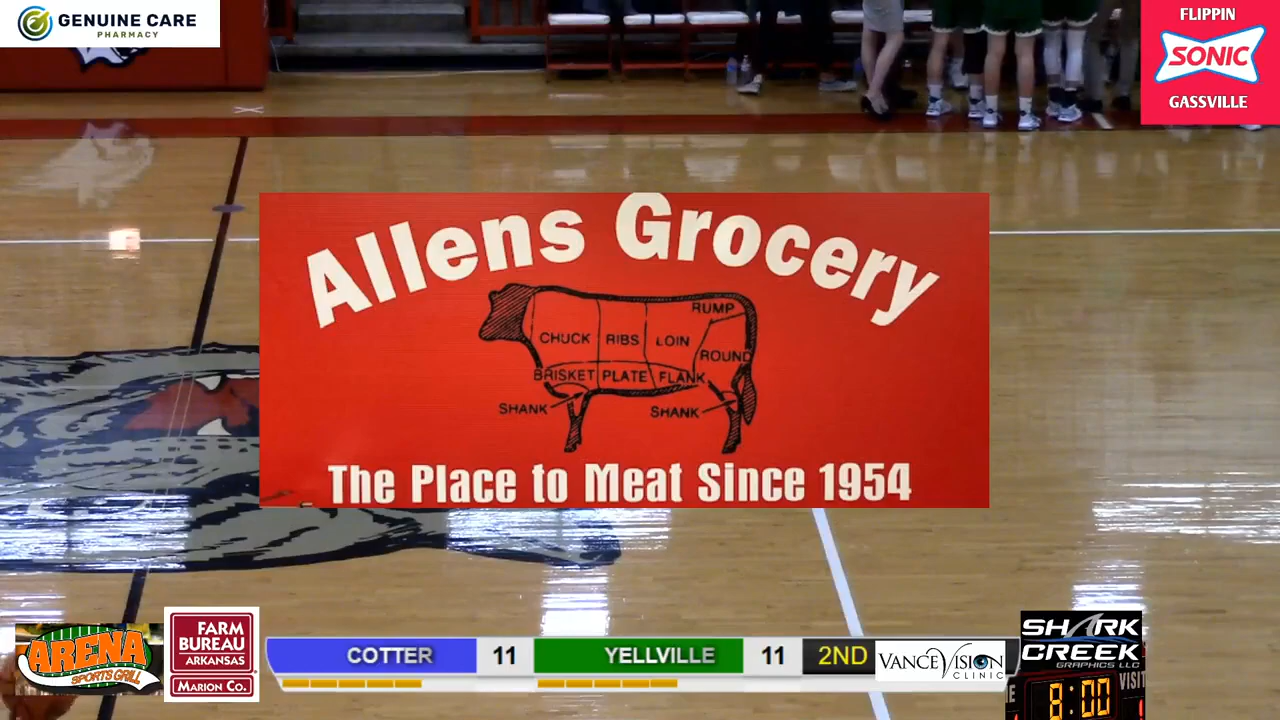 GENUINE CARE
PHARMACY
FLIPPIN
SONIC
GASSVILLE
Allens Grocery
RUMP
CHUCK RIBS LOIN
ROUND
BRISKET PLATE FLANK
SHANK SHANK
The Place to Meat Since 1954
ARENA
SPORTS GRILL
FARM
BUREAU
ARKANSAS
MARION CO.
COTTER 11 YELLVILLE 11 2ND
VANCE VISION
CLINIC
SHARK
CREEK
GRAPHICS LLC
8:00
VISIT